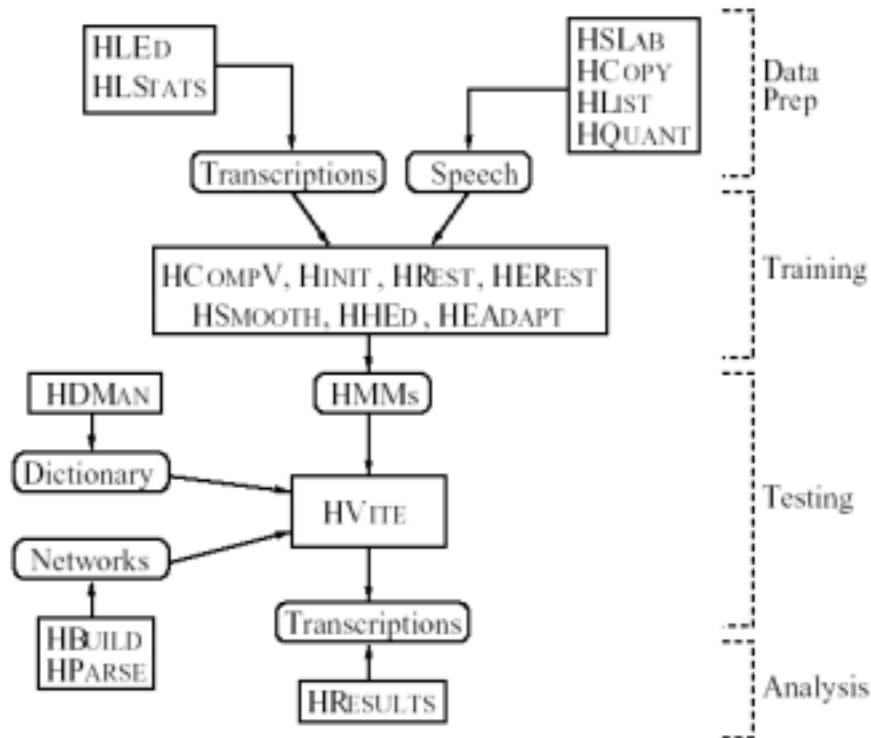 HLED
HLSTATS
HSLAB
HCOPY
HLIST
HQUANT
Data
Prep
Transcriptions
Speech
HCOMPV, HINIT, HREST, HEREST
HSMOOTH, HHED, HEADAPT
Training
HDMAN
HMMs
Dictionary
HVITE
Testing
Networks
HBUILD
HPARSE
Transcriptions
HRESULTS
Analysis